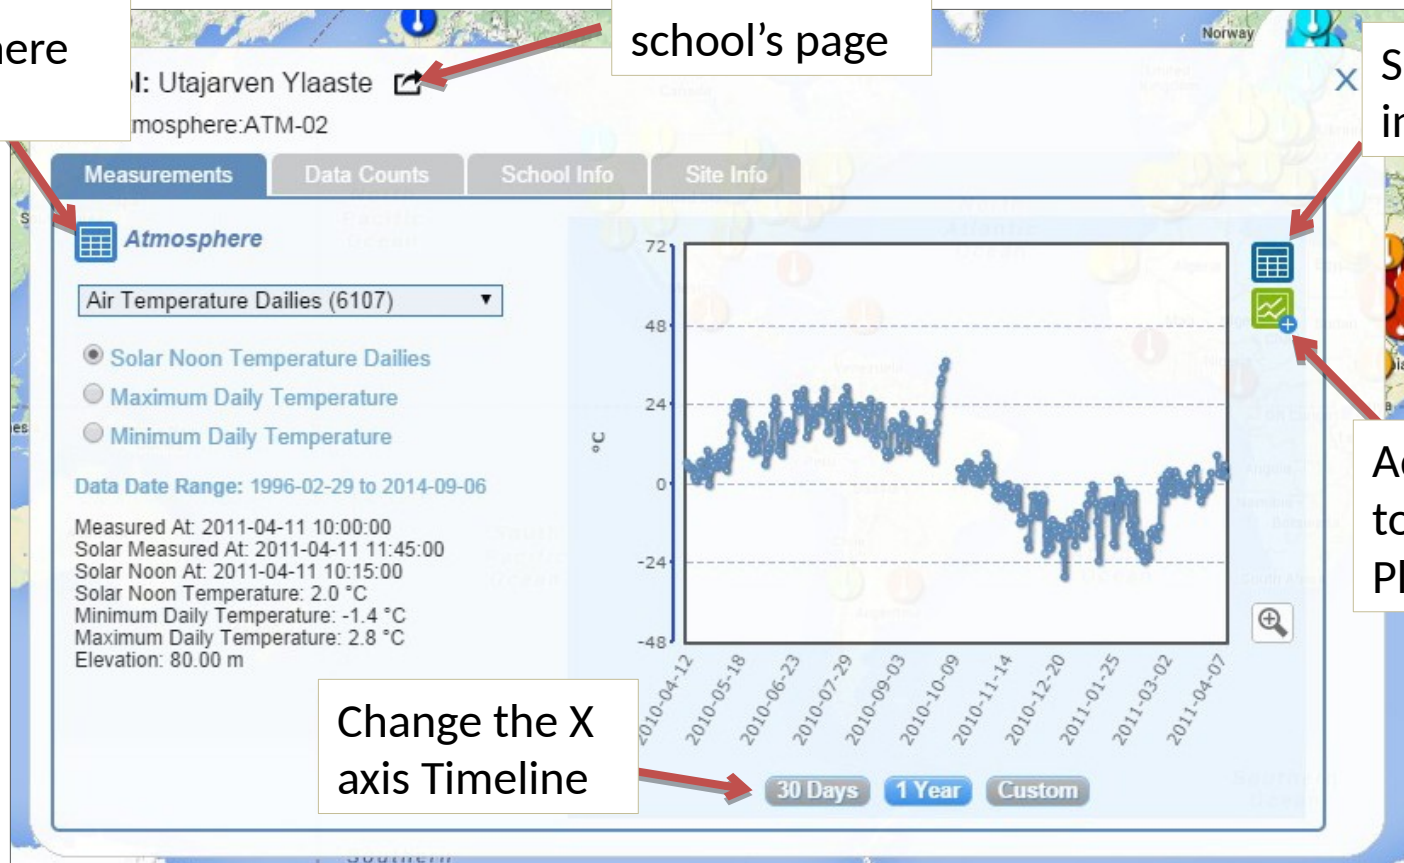 here
school’s page
Norway
l: Utajarven Ylaaste
X
mosphere:ATM-02
Measurements
Data Counts
School Info
Site Info
Atmosphere
Air Temperature Dailies (6107)
Solar Noon Temperature Dailies
Maximum Daily Temperature
Minimum Daily Temperature
Data Date Range: 1996-02-29 to 2014-09-06
Measured At: 2011-04-11 10:00:00
Solar Measured At: 2011-04-11 11:45:00
Solar Noon At: 2011-04-11 10:15:00
Solar Noon Temperature: 2.0 °C
Minimum Daily Temperature: -1.4 °C
Maximum Daily Temperature: 2.8 °C
Elevation: 80.00 m
72
48
24
0
-24
-48
°C
2010-04-12
2010-05-18
2010-06-23
2010-07-29
2010-09-03
2010-10-09
2010-11-14
2010-12-20
2011-01-25
2011-03-02
2011-04-07
Change the X
axis Timeline
30 Days
1 Year
Custom
Southern